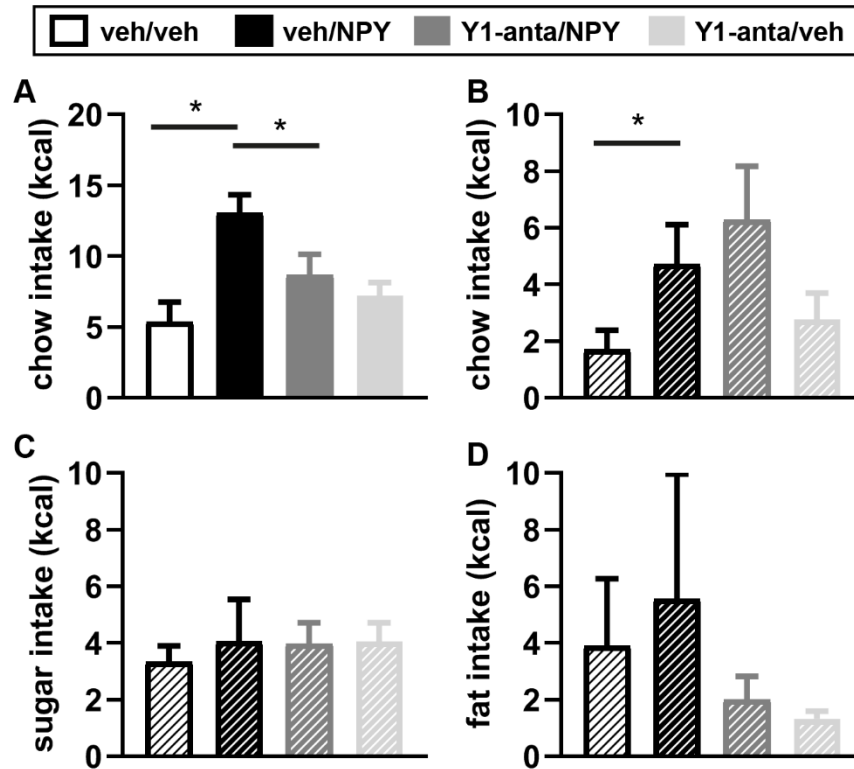 veh/veh veh/NPY Y1-anta/NPY Y1-anta/veh
A
chow intake (kcal)
20
15
10
5
0
* *
B
chow intake (kcal)
10
8
6
4
2
0
*
C
sugar intake (kcal)
10
8
6
4
2
0
D
fat intake (kcal)
10
8
6
4
2
0